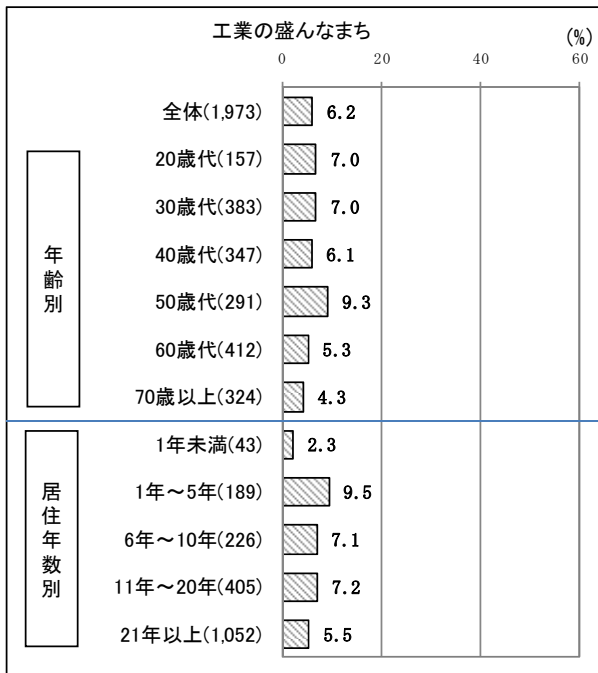 工業の盛んなまち
(%)
0 20 40 60
全体(1,973) 6.2
年齢別
20歳代(157) 7.0
30歳代(383) 7.0
40歳代(347) 6.1
50歳代(291) 9.3
60歳代(412) 5.3
70歳以上(324) 4.3
居住年数別
1年未満(43) 2.3
1年～5年(189) 9.5
6年～10年(226) 7.1
11年～20年(405) 7.2
21年以上(1,052) 5.5